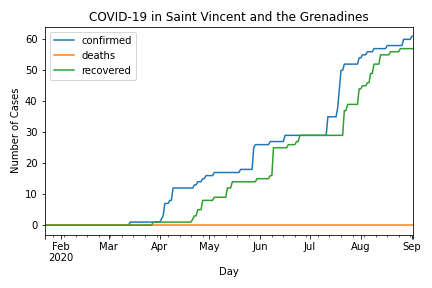 COVID-19 in Saint Vincent and the Grenadines
confirmed
deaths
recovered
Number of Cases
60
50
40
30
20
10
0
Feb Mar Apr May Jun Jul Aug Sep
2020
Day